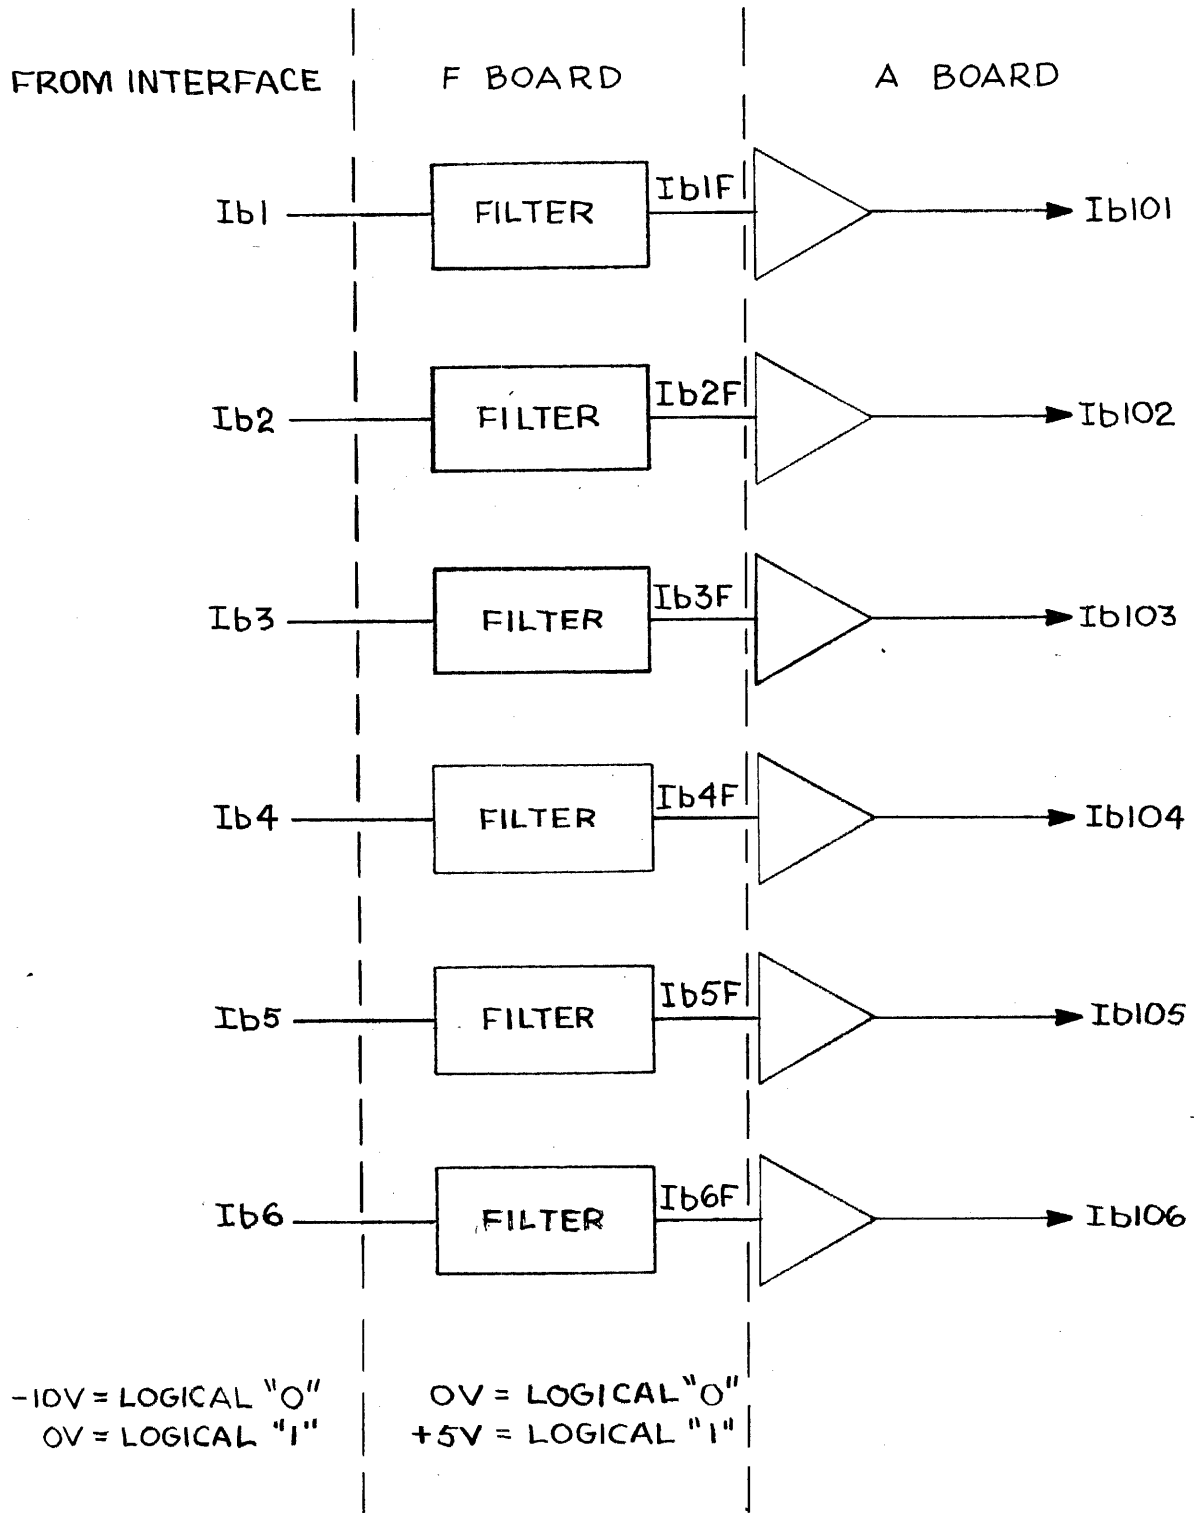 FROM INTERFACE
F BOARD
A BOARD
Ib1
FILTER
Ib1F
Ib101
Ib2
FILTER
Ib2F
Ib102
Ib3
FILTER
Ib3F
Ib103
Ib4
FILTER
Ib4F
Ib104
Ib5
FILTER
Ib5F
Ib105
Ib6
FILTER
Ib6F
Ib106
-10V = LOGICAL "0"
0V = LOGICAL "1"
0V = LOGICAL "0"
+5V = LOGICAL "1"